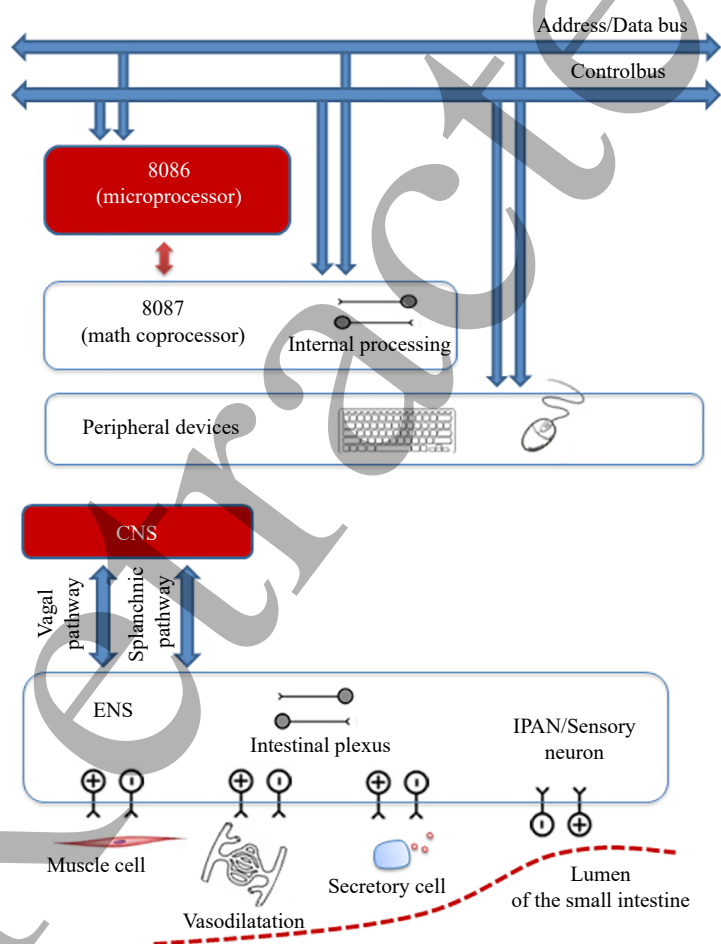 Address/Data bus
Controlbus
8086
(microprocessor)
8087
(math coprocessor)
Internal processing
Peripheral devices
CNS
Vagal
pathway
Splanchnic
pathway
ENS
Intestinal plexus
IPAN/Sensory
neuron
Muscle cell
Vasodilatation
Secretory cell
Lumen
of the small intestine